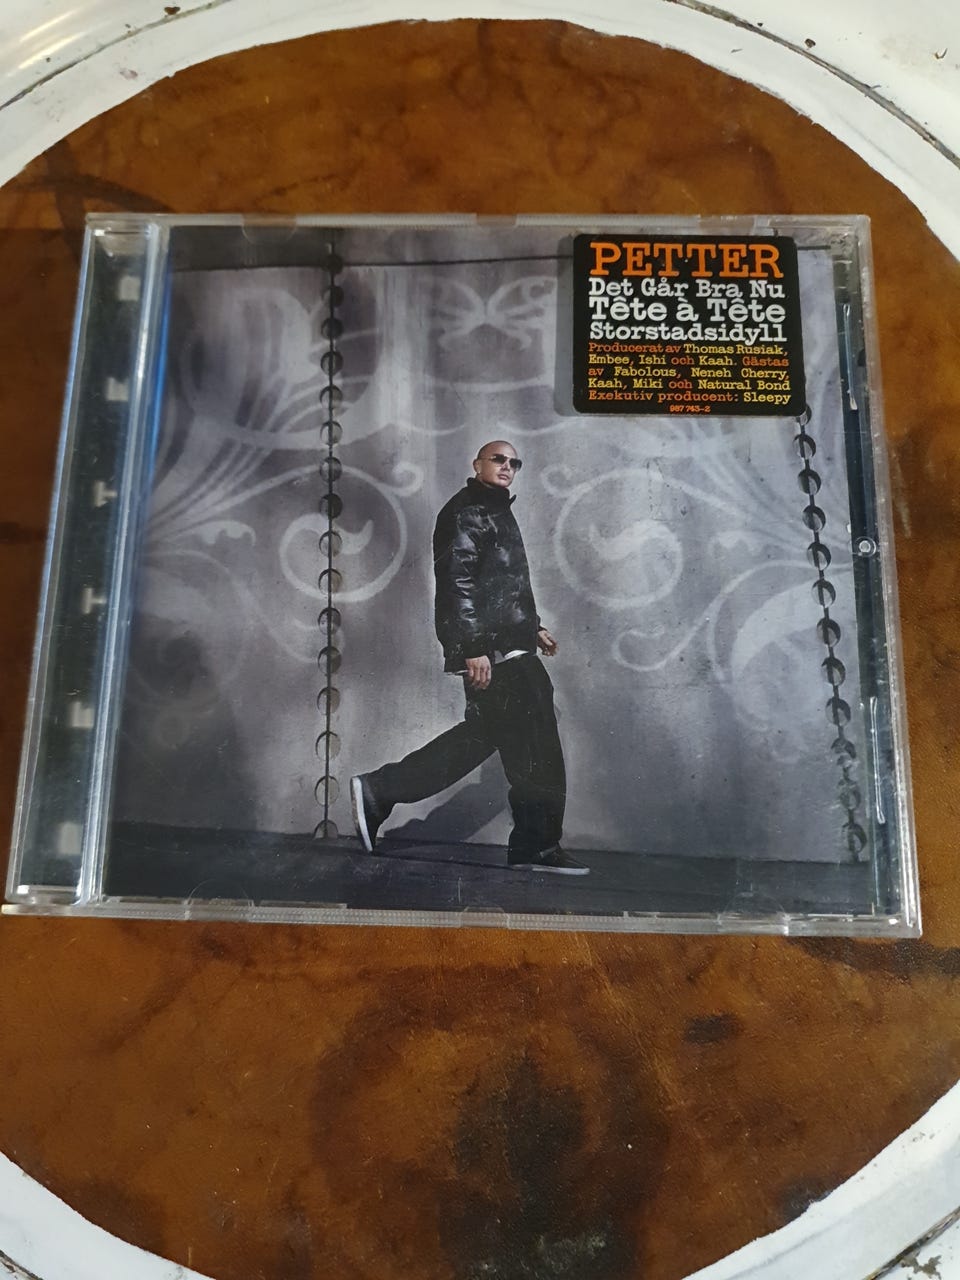 PETTER
Det Går Bra Nu
Tête à Tête
Storstadsidyll
Producerat av Thomas Rusiak,
Embee, Ishi och Kaah. Gästas
av Fabolous, Neneh Cherry,
Kaah, Miki och Natural Bond
Exekutiv producent: Sleepy
987 743-2
PETTER